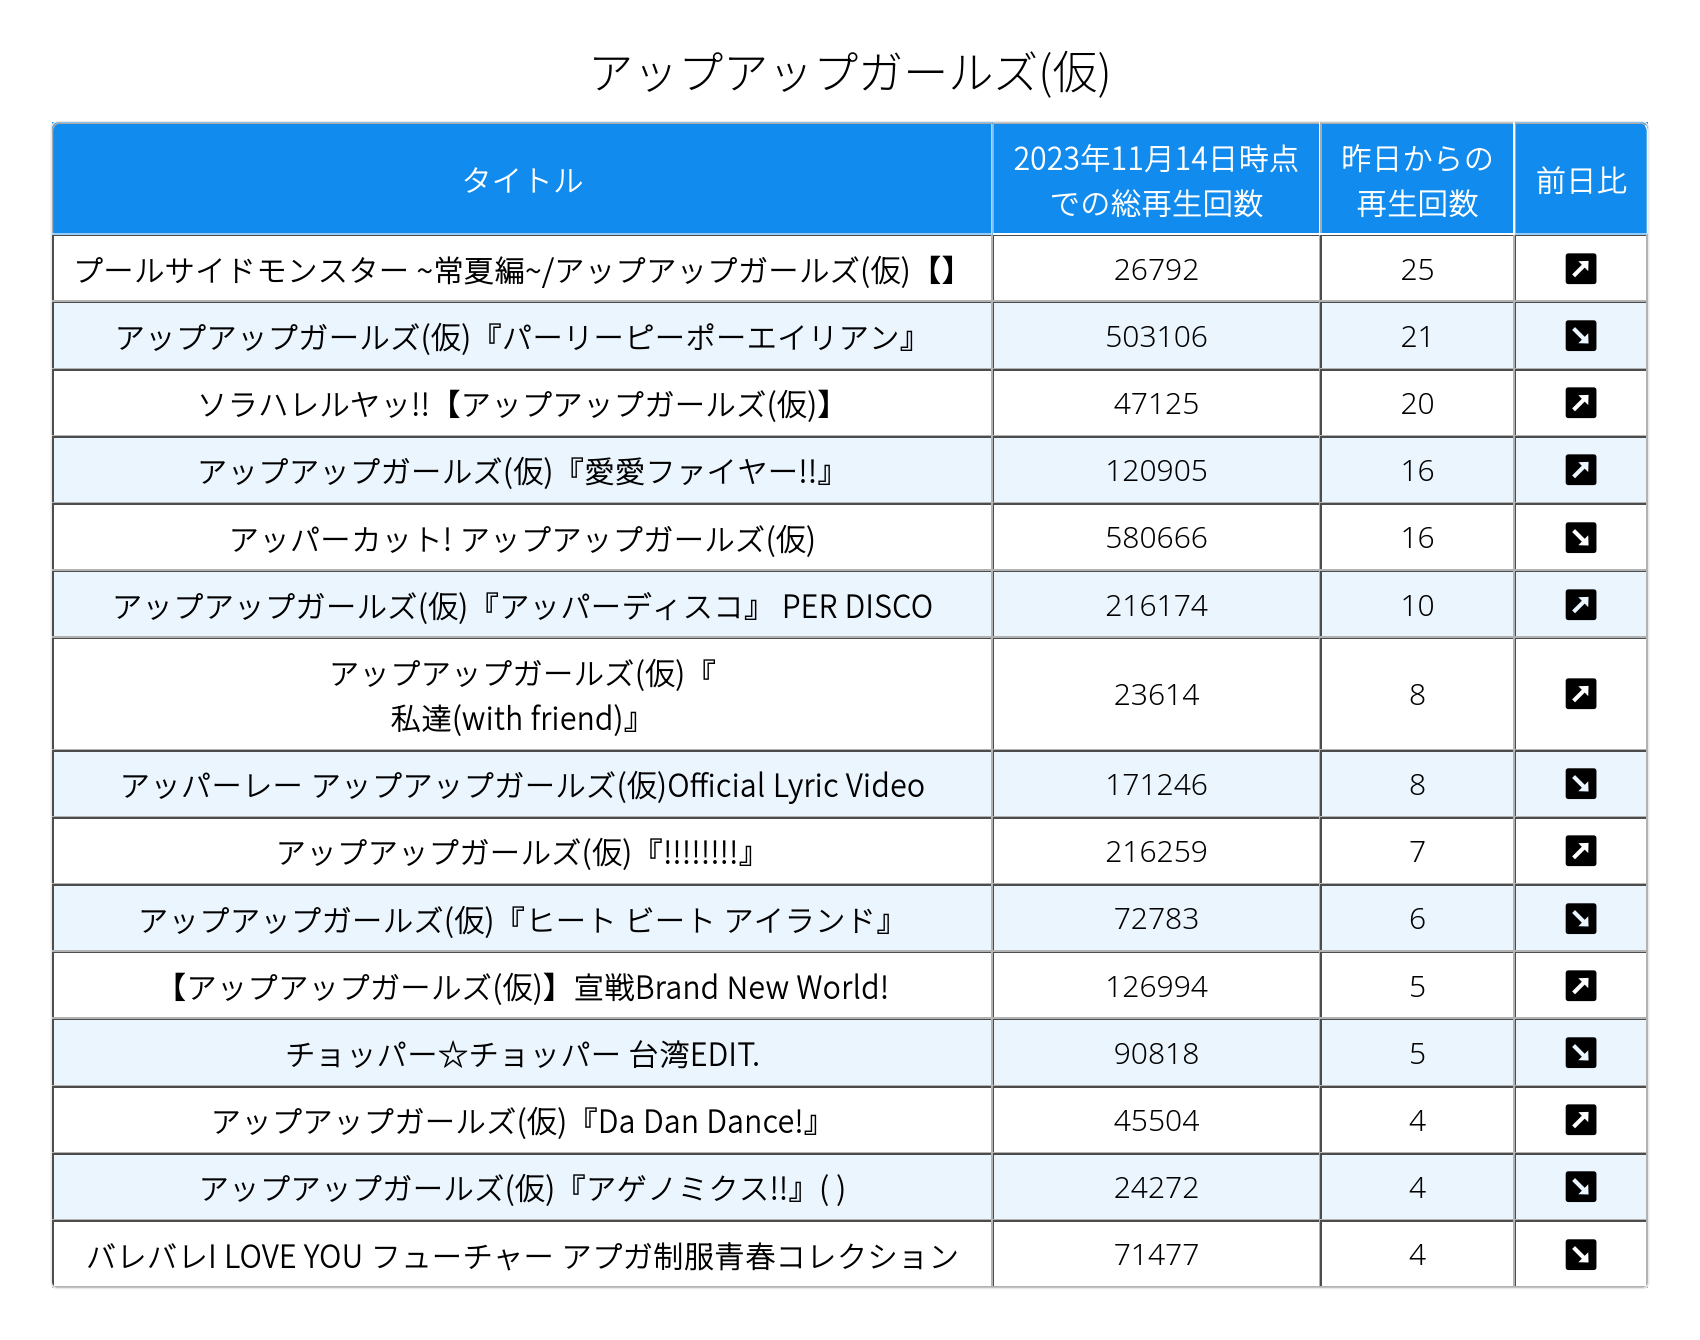 アップアップガールズ(仮)
タイトル
2023年11月14日時点
での総再生回数
昨日からの
再生回数
前日比
プールサイドモンスター ~常夏編~/アップアップガールズ(仮)【】 26792 25
アップアップガールズ(仮)『パーリーピーポーエイリアン』 503106 21
ソラハレルヤッ!!【アップアップガールズ(仮)】 47125 20
アップアップガールズ(仮)『愛愛ファイヤー!!』 120905 16
アッパーカット! アップアップガールズ(仮) 580666 16
アップアップガールズ(仮)『アッパーディスコ』 PER DISCO 216174 10
アップアップガールズ(仮)『
私達(with friend)』 23614 8
アッパーレー アップアップガールズ(仮)Official Lyric Video 171246 8
アップアップガールズ(仮)『!!!!!!!!』 216259 7
アップアップガールズ(仮)『ヒート ビート アイランド』 72783 6
【アップアップガールズ(仮)】宣戦Brand New World! 126994 5
チョッパー☆チョッパー 台湾EDIT. 90818 5
アップアップガールズ(仮)『Da Dan Dance!』 45504 4
アップアップガールズ(仮)『アゲノミクス!!』( ) 24272 4
バレバレI LOVE YOU フューチャー アプガ制服青春コレクション 71477 4